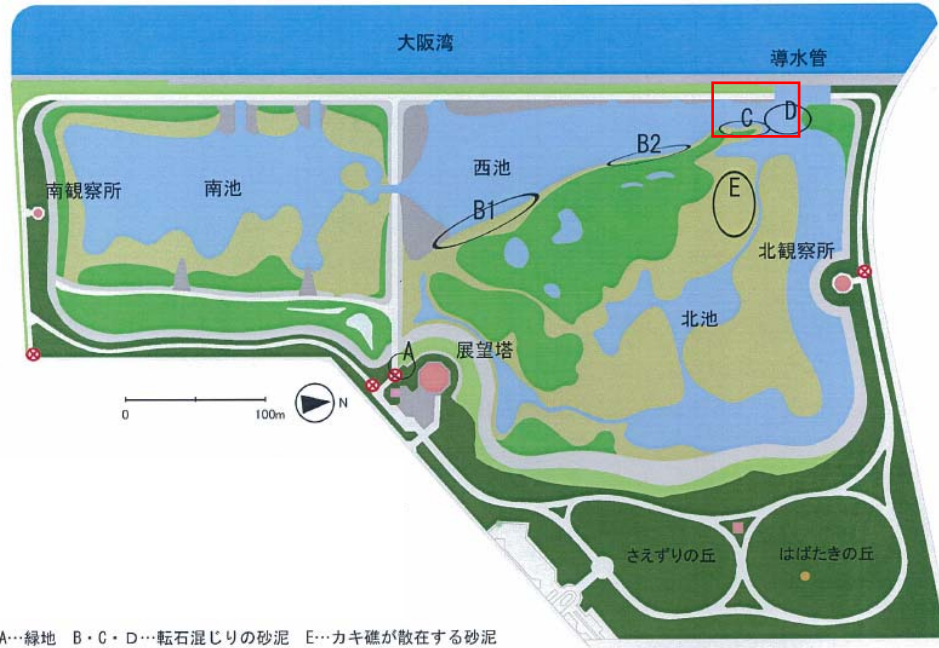 大阪湾
導水管
D
C
B2
西池
E
南観察所
南池
B1
北観察所
北池
A
展望塔
N
0
100m
さえずりの丘
はばたきの丘
A…緑地 B・C・D…転石混じりの砂泥 E…カキ礁が散在する砂泥